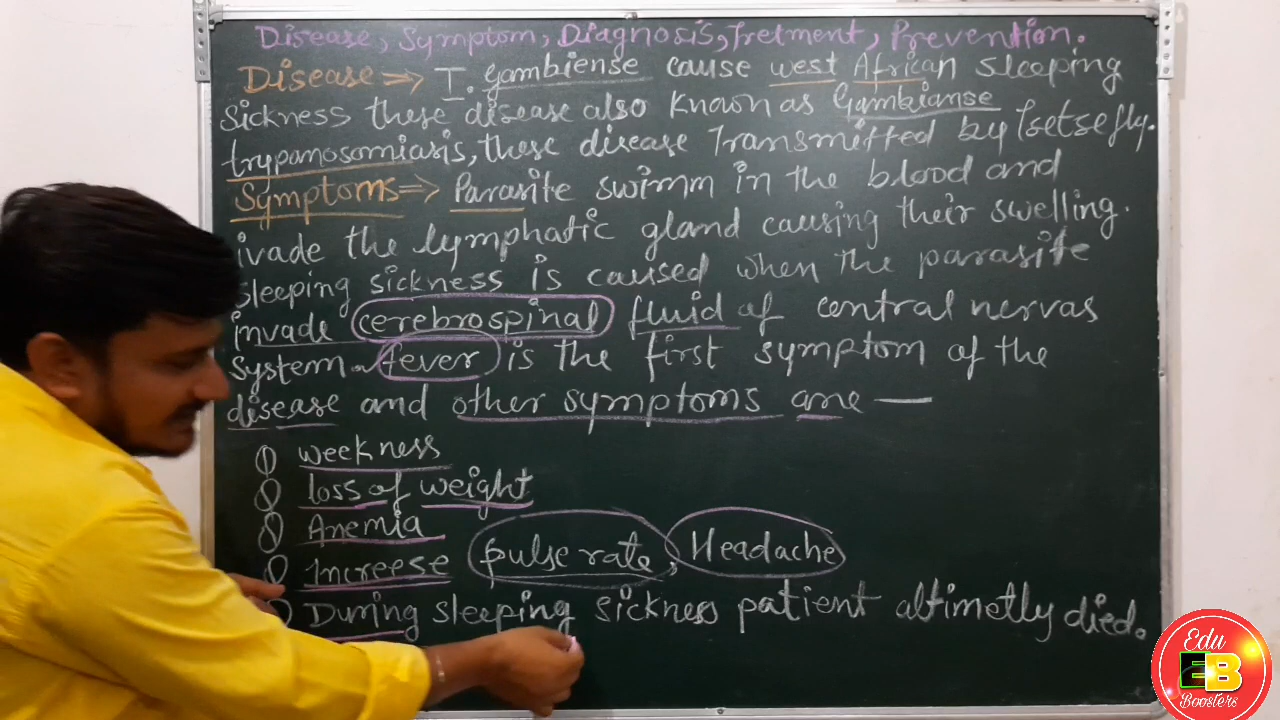 Disease, Symptom, Diagnosis, Tretment, Prevention.
Disease => T. gambiense cause west African sleeping
Sickness these disease also known as Gambianse
trypanosomiasis, these disease Transmitted by Tsetsefly.
Symptoms => Parasite swimm in the blood and
ivade the lymphatic gland causing their swelling.
sleeping sickness is caused when the parasite
invade cerebrospinal fluid of central nervas
System fever is the first symptom of the
disease and other symptoms are —
weekness
loss of weight
Anemia
Increese pulse rate, Headache
During sleeping sickness patient altimetly died.
Edu
EB
Boosters